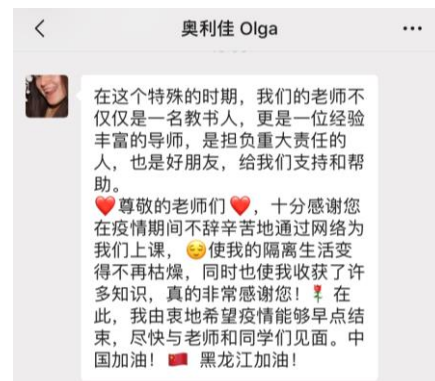 奥利佳 Olga
在这个特殊的时期，我们的老师不
仅仅是一名教书人，更是一位经验
丰富的导师，是担负重大责任的
人，也是好朋友，给我们支持和帮
助。
❤️尊敬的老师们❤️，十分感谢您
在疫情期间不辞辛苦地通过网络为
我们上课，😌使我的隔离生活变
得不再枯燥，同时也使我收获了许
多知识，真的非常感谢您！🌹在
此，我由衷地希望疫情能够早点结
束，尽快与老师和同学们见面。中
国加油！🇨🇳 黑龙江加油！